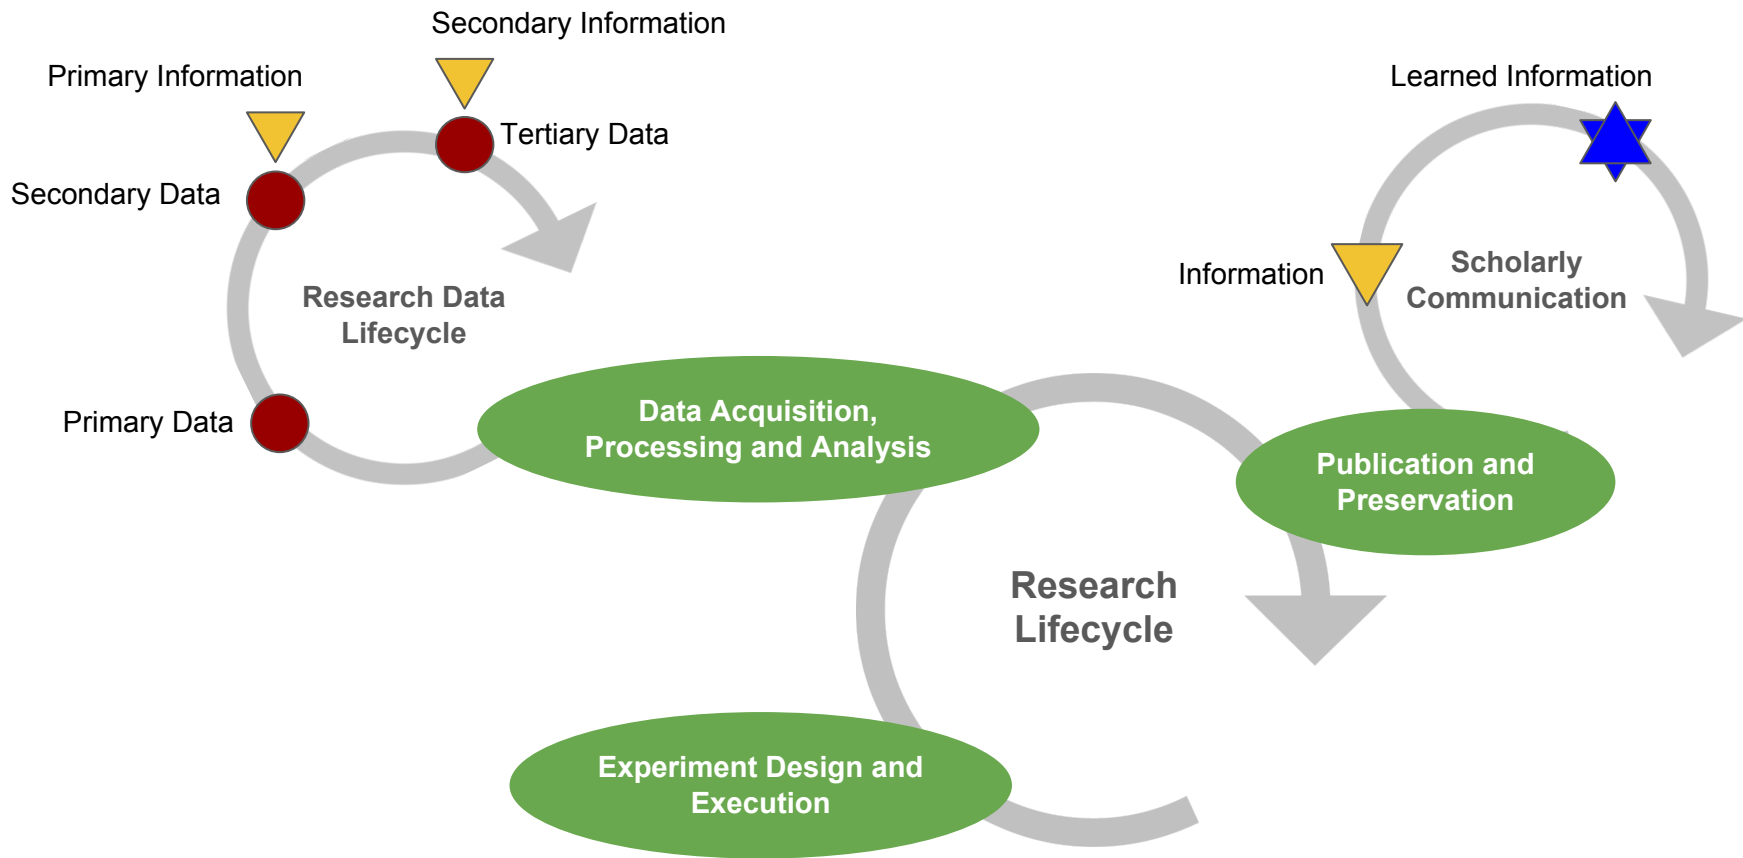 Secondary Information
Primary Information
Learned Information
Tertiary Data
Secondary Data
Research Data
Lifecycle
Information
Scholarly
Communication
Primary Data
Data Acquisition,
Processing and Analysis
Publication and
Preservation
Research
Lifecycle
Experiment Design and
Execution